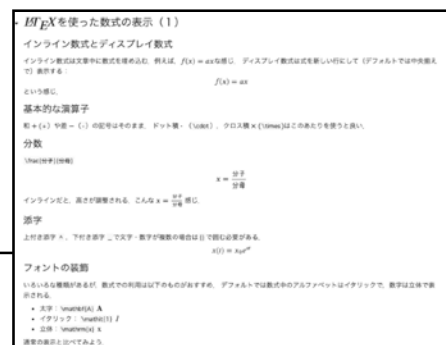 LATEXを使った数式の表示（1）
インライン数式とディスプレイ数式
インライン数式は文章中に数式を埋め込む．例えば，f(x) = axな感じ．ディスプレイ数式は式を新しい行にして（デフォルトでは中央揃え
で）表示する：
f(x) = ax
という感じ．
基本的な演算子
和 + (+) や差 − (-) の記号はそのまま．ドット積 · (\cdot)，クロス積 × (\times)はこのあたりを使うと良い．
分数
\frac{分子}{分母}
x = 分子/分母
インラインだと，高さが調整される．こんな x = 分子/分母 感じ．
添字
上付き添字 ^，下付き添字 _ で文字・数字が複数の場合は{}で囲む必要がある．
フォントの装飾
いろいろな種類があるが，数式での利用は以下のものがおすすめ．デフォルトでは数式中のアルファベットはイタリックで，数字は立体で表
示される．
• 太字：\mathbf{A} A
• イタリック：\mathit{1} 1
• 立体：\mathrm{x} x
通常の表示と比べてみよう．